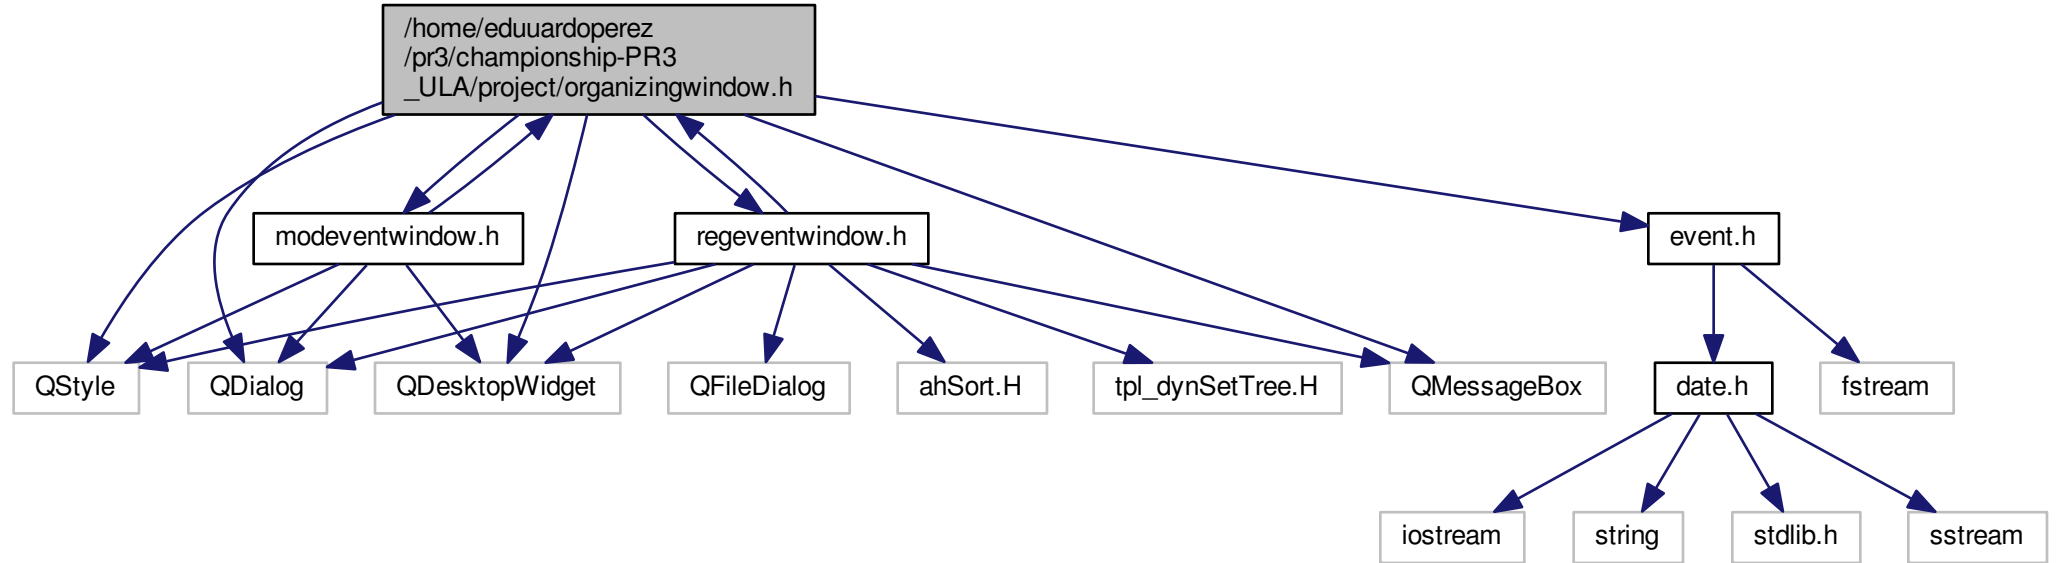 /home/eduuardoperez
/pr3/championship-PR3
_ULA/project/organizingwindow.h
modeventwindow.h
regeventwindow.h
event.h
QStyle
QDialog
QDesktopWidget
QFileDialog
ahSort.H
tpl_dynSetTree.H
QMessageBox
date.h
fstream
iostream
string
stdlib.h
sstream